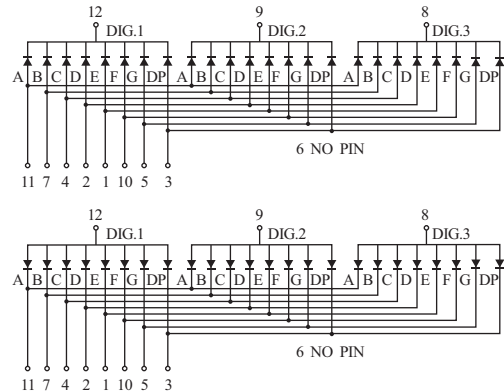 12 9 8
DIG.1 DIG.2 DIG.3
A B C D E F G DP A B C D E F G DP A B C D E F G DP
6 NO PIN
11 7 4 2 1 10 5 3
12 9 8
DIG.1 DIG.2 DIG.3
A B C D E F G DP A B C D E F G DP A B C D E F G DP
6 NO PIN
11 7 4 2 1 10 5 3